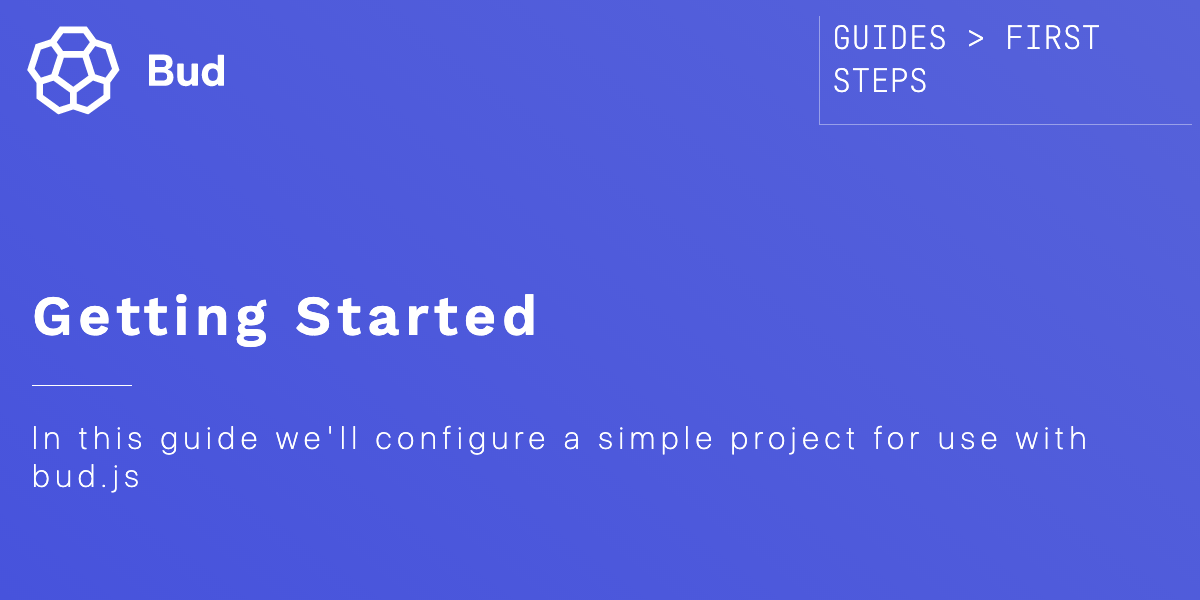 Bud
GUIDES > FIRST
STEPS
Getting Started
In this guide we'll configure a simple project for use with
bud.js